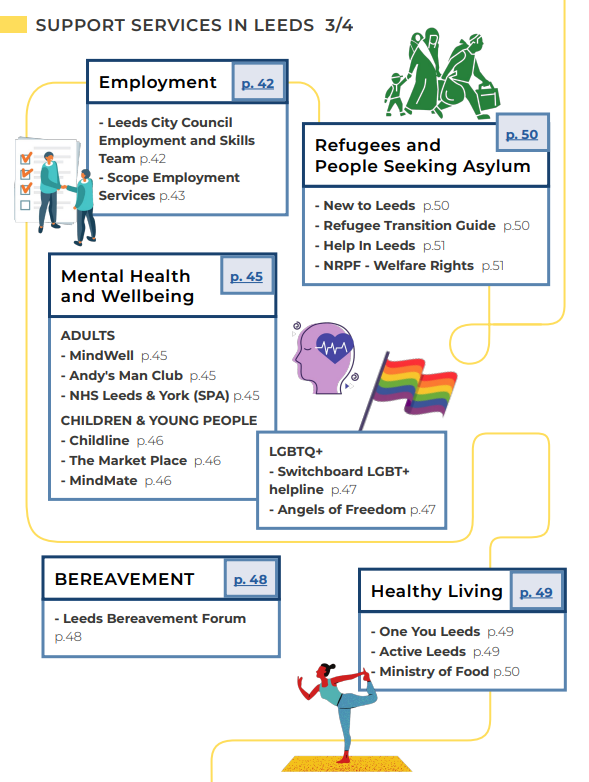 SUPPORT SERVICES IN LEEDS 3/4
Employment p. 42
- Leeds City Council
Employment and Skills
Team p.42
- Scope Employment
Services p.43
p. 50
Refugees and
People Seeking Asylum
- New to Leeds p.50
- Refugee Transition Guide p.50
- Help In Leeds p.51
- NRPF - Welfare Rights p.51
Mental Health
and Wellbeing
p. 45
ADULTS
- MindWell p.45
- Andy's Man Club p.45
- NHS Leeds & York (SPA) p.45
CHILDREN & YOUNG PEOPLE
- Childline p.46
- The Market Place p.46
- MindMate p.46
LGBTQ+
- Switchboard LGBT+
helpline p.47
- Angels of Freedom p.47
BEREAVEMENT p. 48
- Leeds Bereavement Forum
p.48
Healthy Living p. 49
- One You Leeds p.49
- Active Leeds p.49
- Ministry of Food p.50